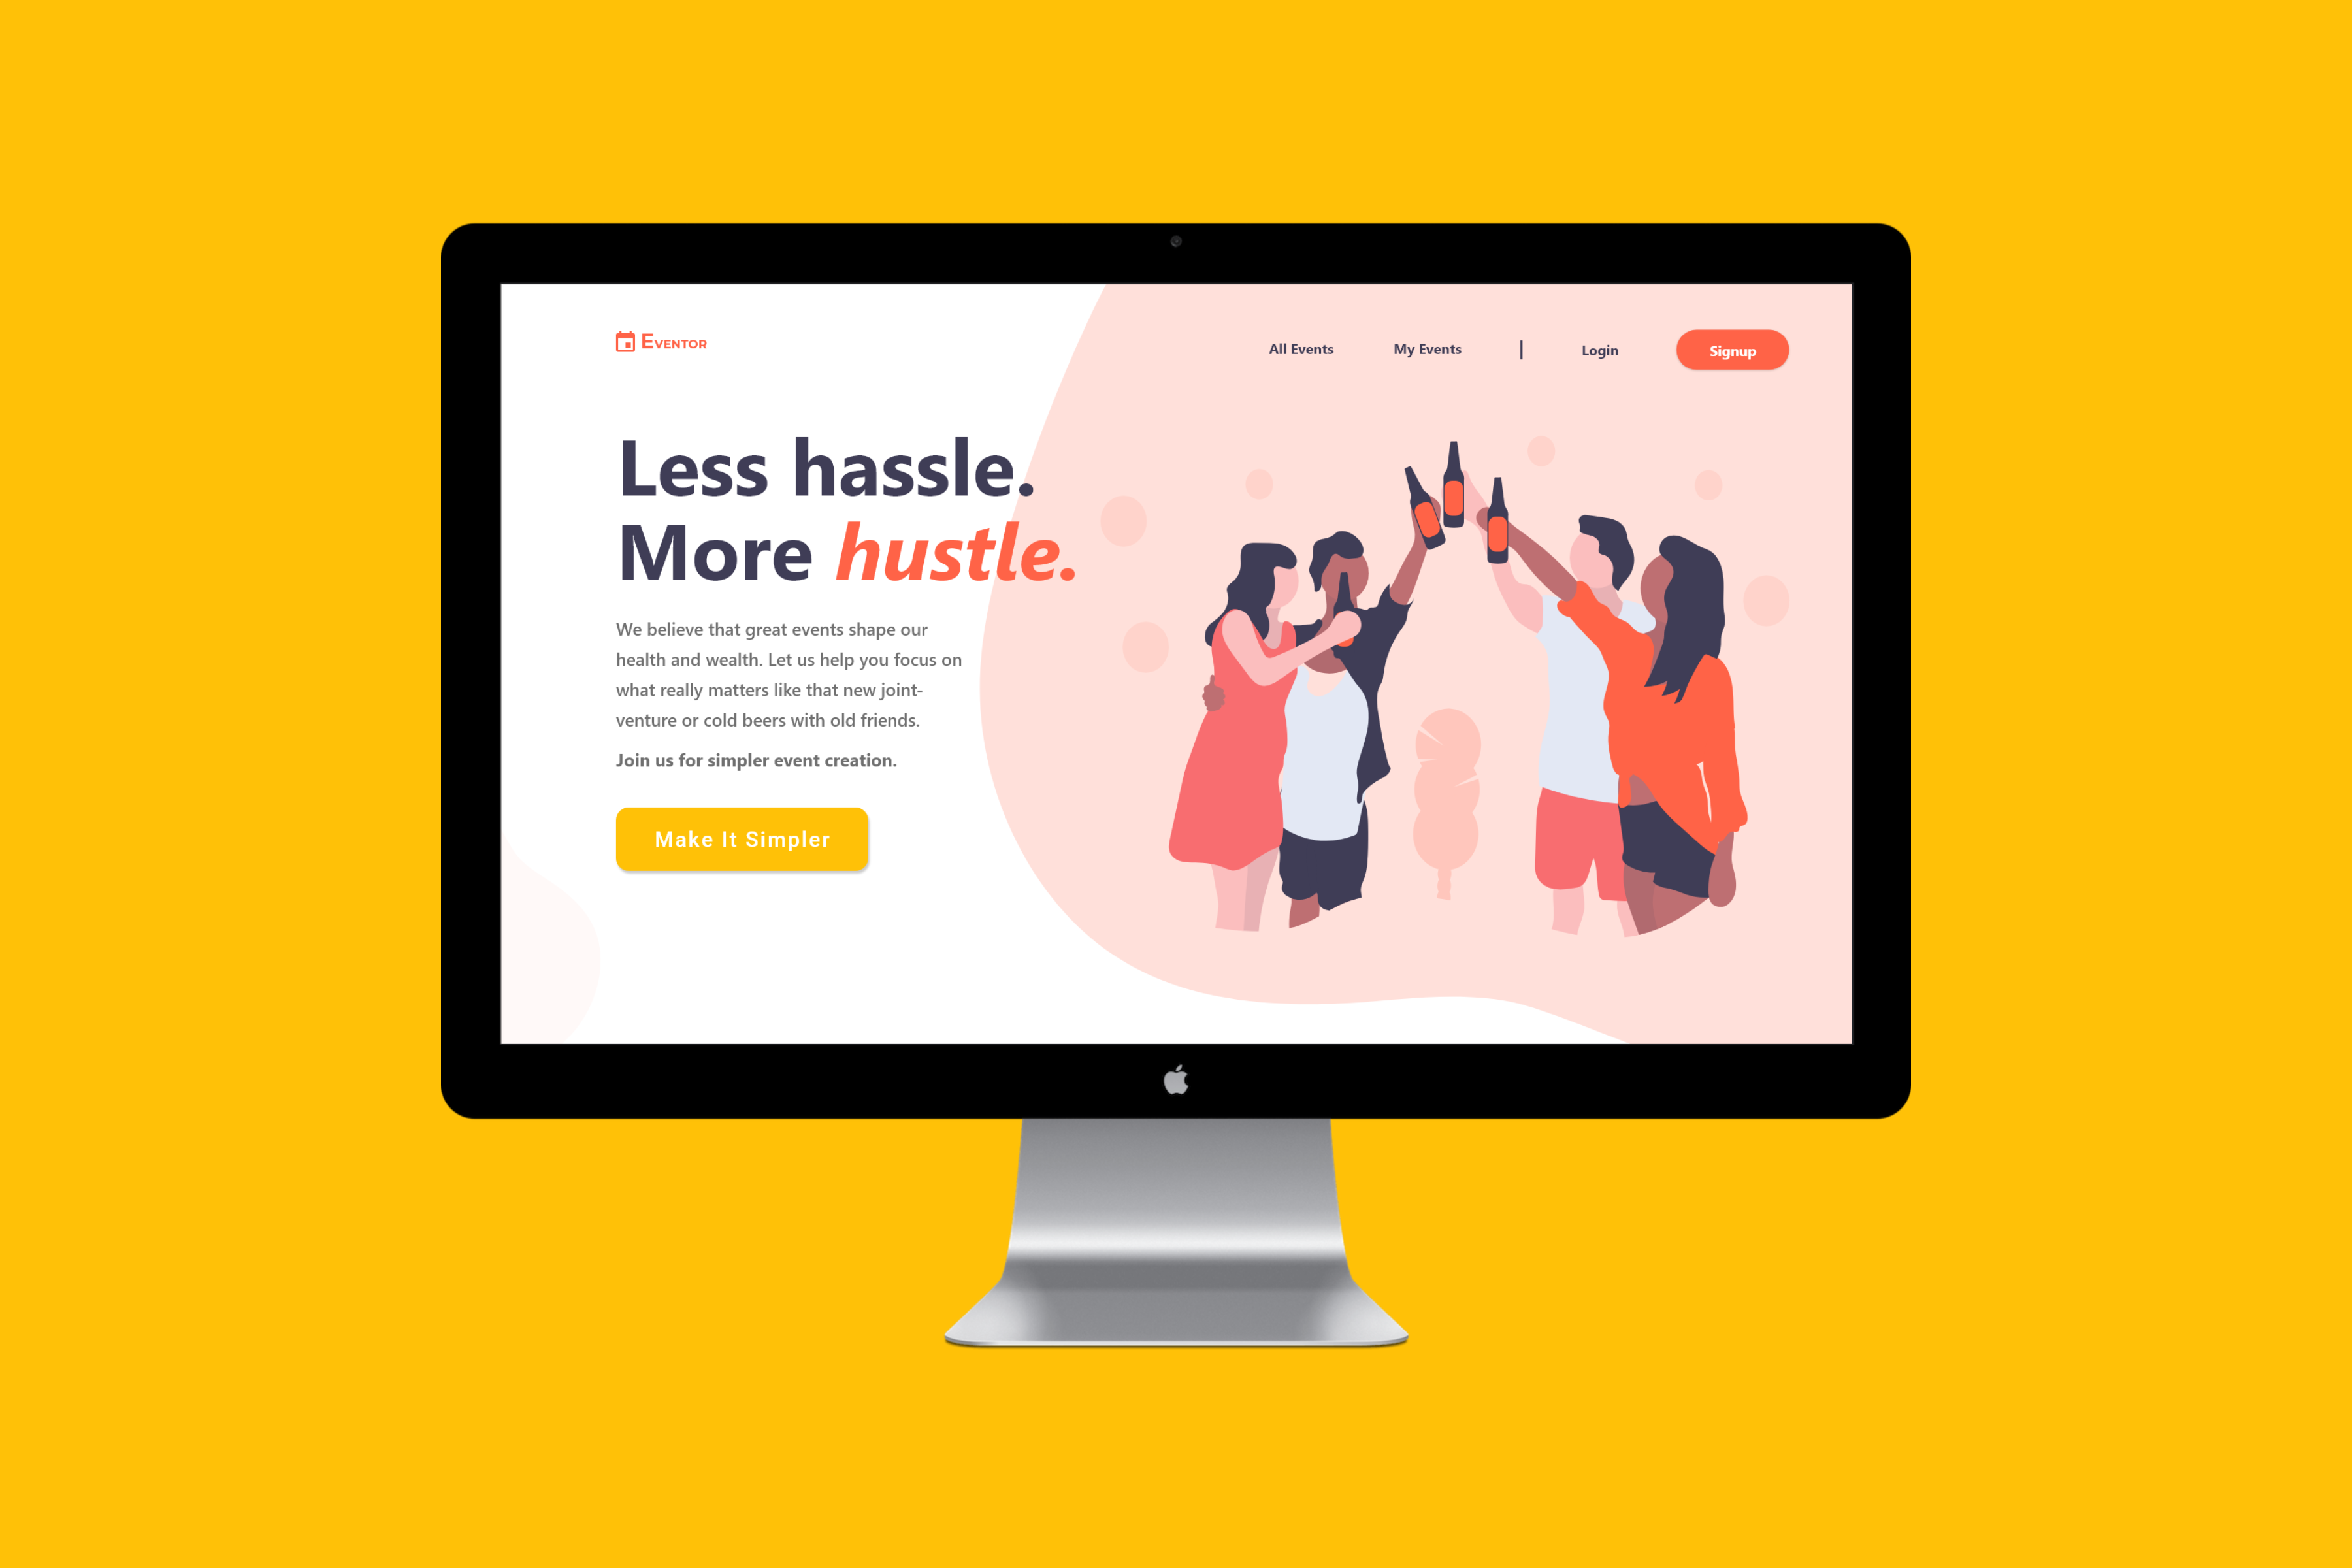 Eventor
All Events
My Events
|
Login
Signup
Less hassle.
More hustle.
We believe that great events shape our
health and wealth. Let us help you focus on
what really matters like that new joint-
venture or cold beers with old friends.
Join us for simpler event creation.
Make It Simpler